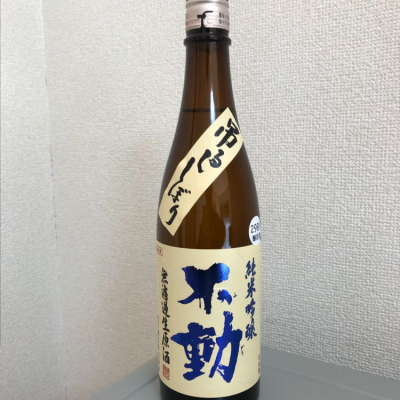 吊るししぼり
純米吟醸
不動
無濾過生原酒